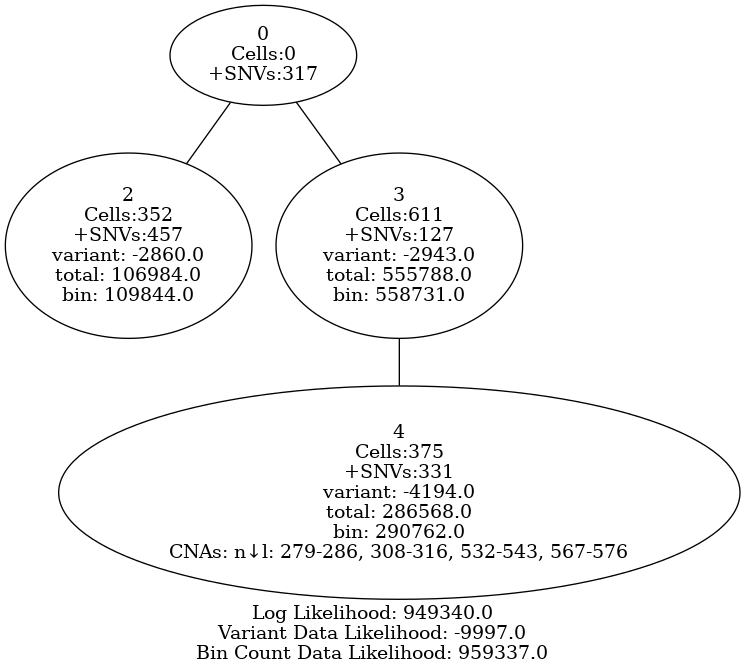 0
Cells:0
+SNVs:317
2
Cells:352
+SNVs:457
variant: -2860.0
total: 106984.0
bin: 109844.0
3
Cells:611
+SNVs:127
variant: -2943.0
total: 555788.0
bin: 558731.0
4
Cells:375
+SNVs:331
variant: -4194.0
total: 286568.0
bin: 290762.0
CNAs: n↓l: 279-286, 308-316, 532-543, 567-576
Log Likelihood: 949340.0
Variant Data Likelihood: -9997.0
Bin Count Data Likelihood: 959337.0